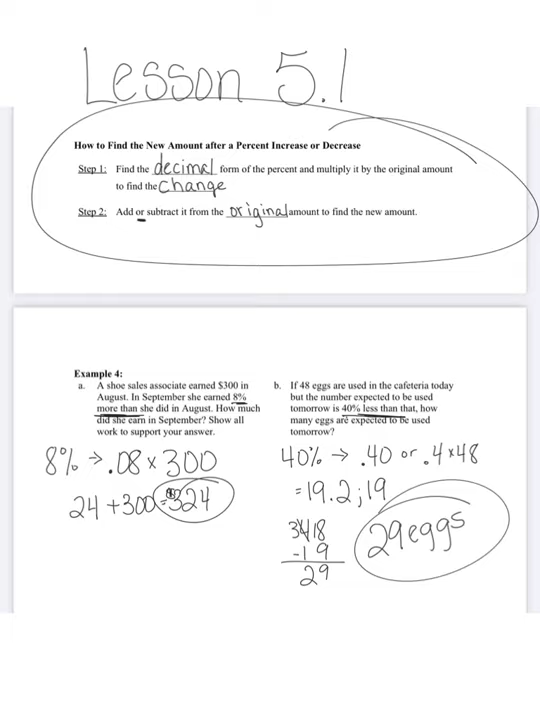 Lesson 5.1
How to Find the New Amount after a Percent Increase or Decrease
Step 1: Find the decimal form of the percent and multiply it by the original amount
to find the change
Step 2: Add or subtract it from the original amount to find the new amount.
Example 4:
a. A shoe sales associate earned $300 in
August. In September she earned 8%
more than she did in August. How much
did she earn in September? Show all
work to support your answer.
8% → .08 × 300
24 + 300 = $324
b. If 48 eggs are used in the cafeteria today
but the number expected to be used
tomorrow is 40% less than that, how
many eggs are expected to be used
tomorrow?
40% → .40 or .4 × 48
= 19.2 ; 19
3 4 18
- 1 9
29
29 eggs